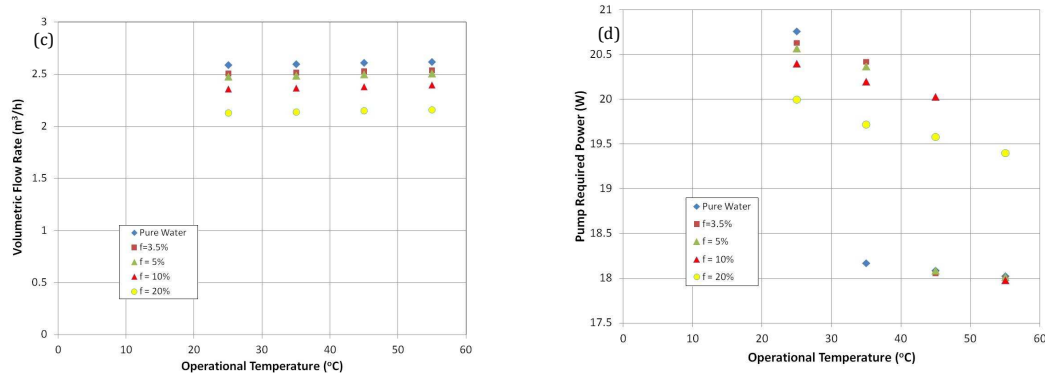 (c)
3
2.5
2
1.5
1
0.5
0
0
10
20
30
40
50
60
Volumetric Flow Rate (m³/h)
Operational Temperature (°C)
Pure Water
f=3.5%
f = 5%
f = 10%
f = 20%
(d)
21
20.5
20
19.5
19
18.5
18
17.5
0
10
20
30
40
50
60
Pump Required Power (W)
Operational Temperature (°C)
Pure Water
f=3.5%
f = 5%
f = 10%
f = 20%